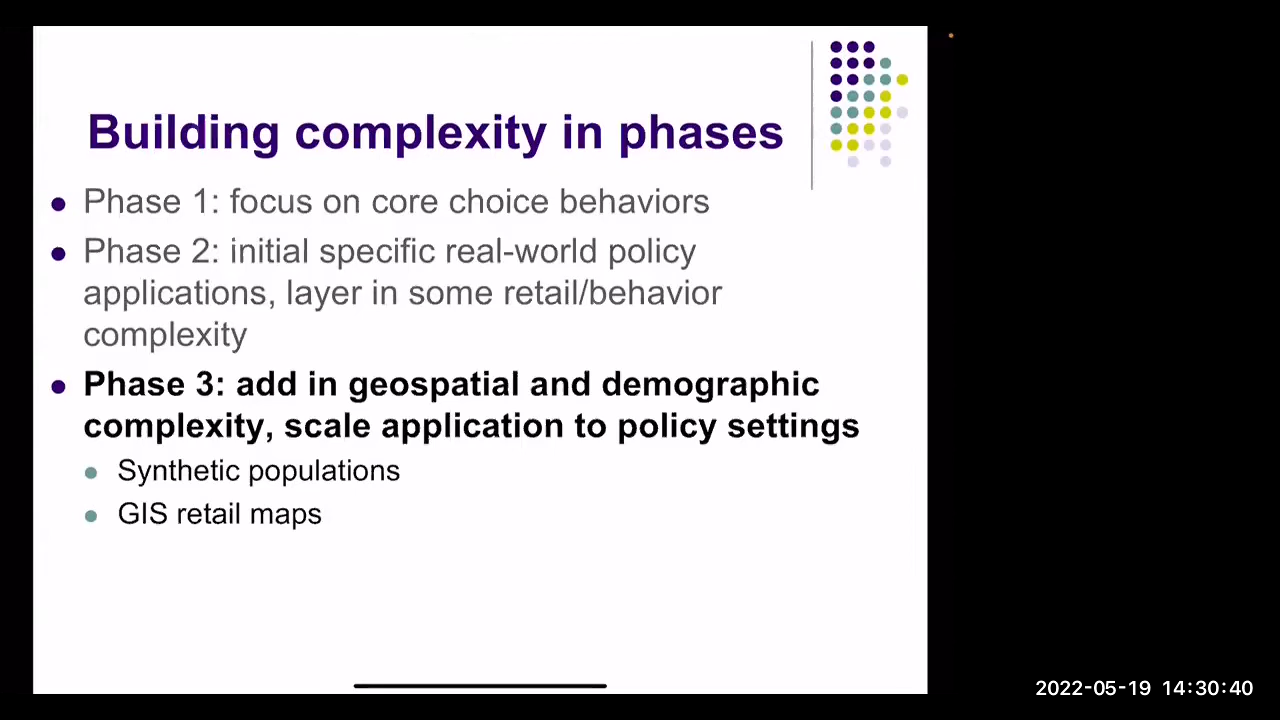 Building complexity in phases
Phase 1: focus on core choice behaviors
Phase 2: initial specific real-world policy
applications, layer in some retail/behavior
complexity
Phase 3: add in geospatial and demographic
complexity, scale application to policy settings
Synthetic populations
GIS retail maps
2022-05-19 14:30:40